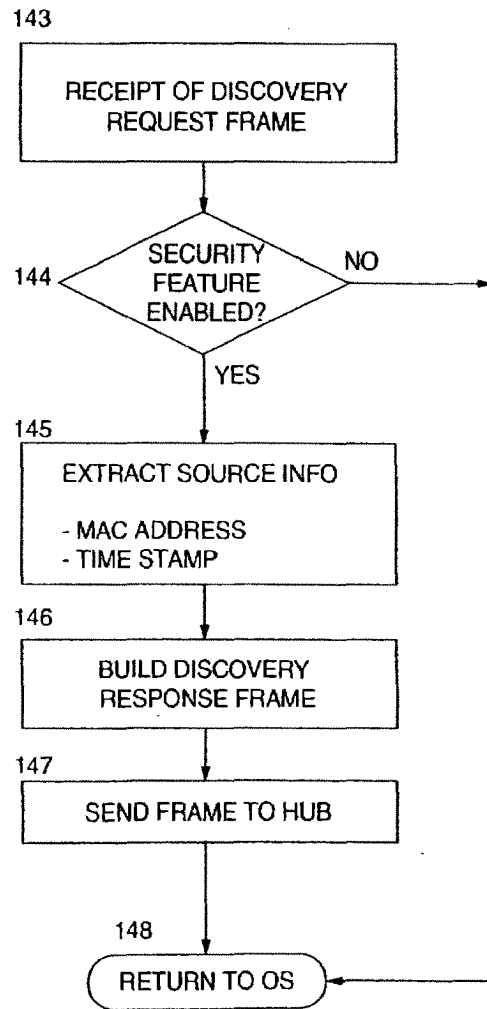 143
RECEIPT OF DISCOVERY
REQUEST FRAME
144
SECURITY
FEATURE
ENABLED?
NO
YES
145
EXTRACT SOURCE INFO
- MAC ADDRESS
- TIME STAMP
146
BUILD DISCOVERY
RESPONSE FRAME
147
SEND FRAME TO HUB
148
RETURN TO OS